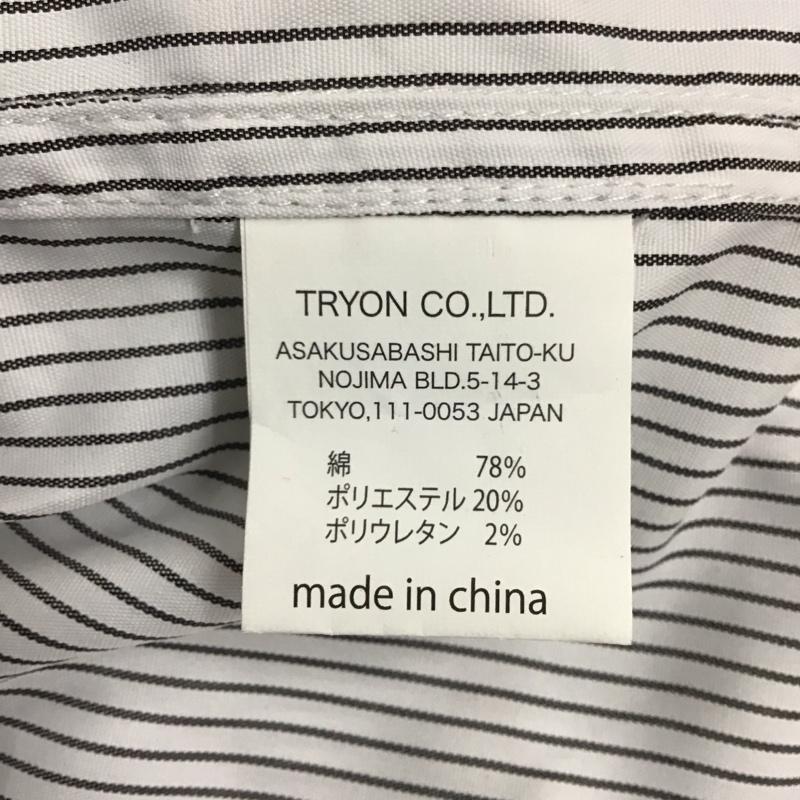 TRYON CO.,LTD.
ASAKUSABASHI TAITO-KU
NOJIMA BLD.5-14-3
TOKYO,111-0053 JAPAN
綿 78%
ポリエステル 20%
ポリウレタン 2%
made in china